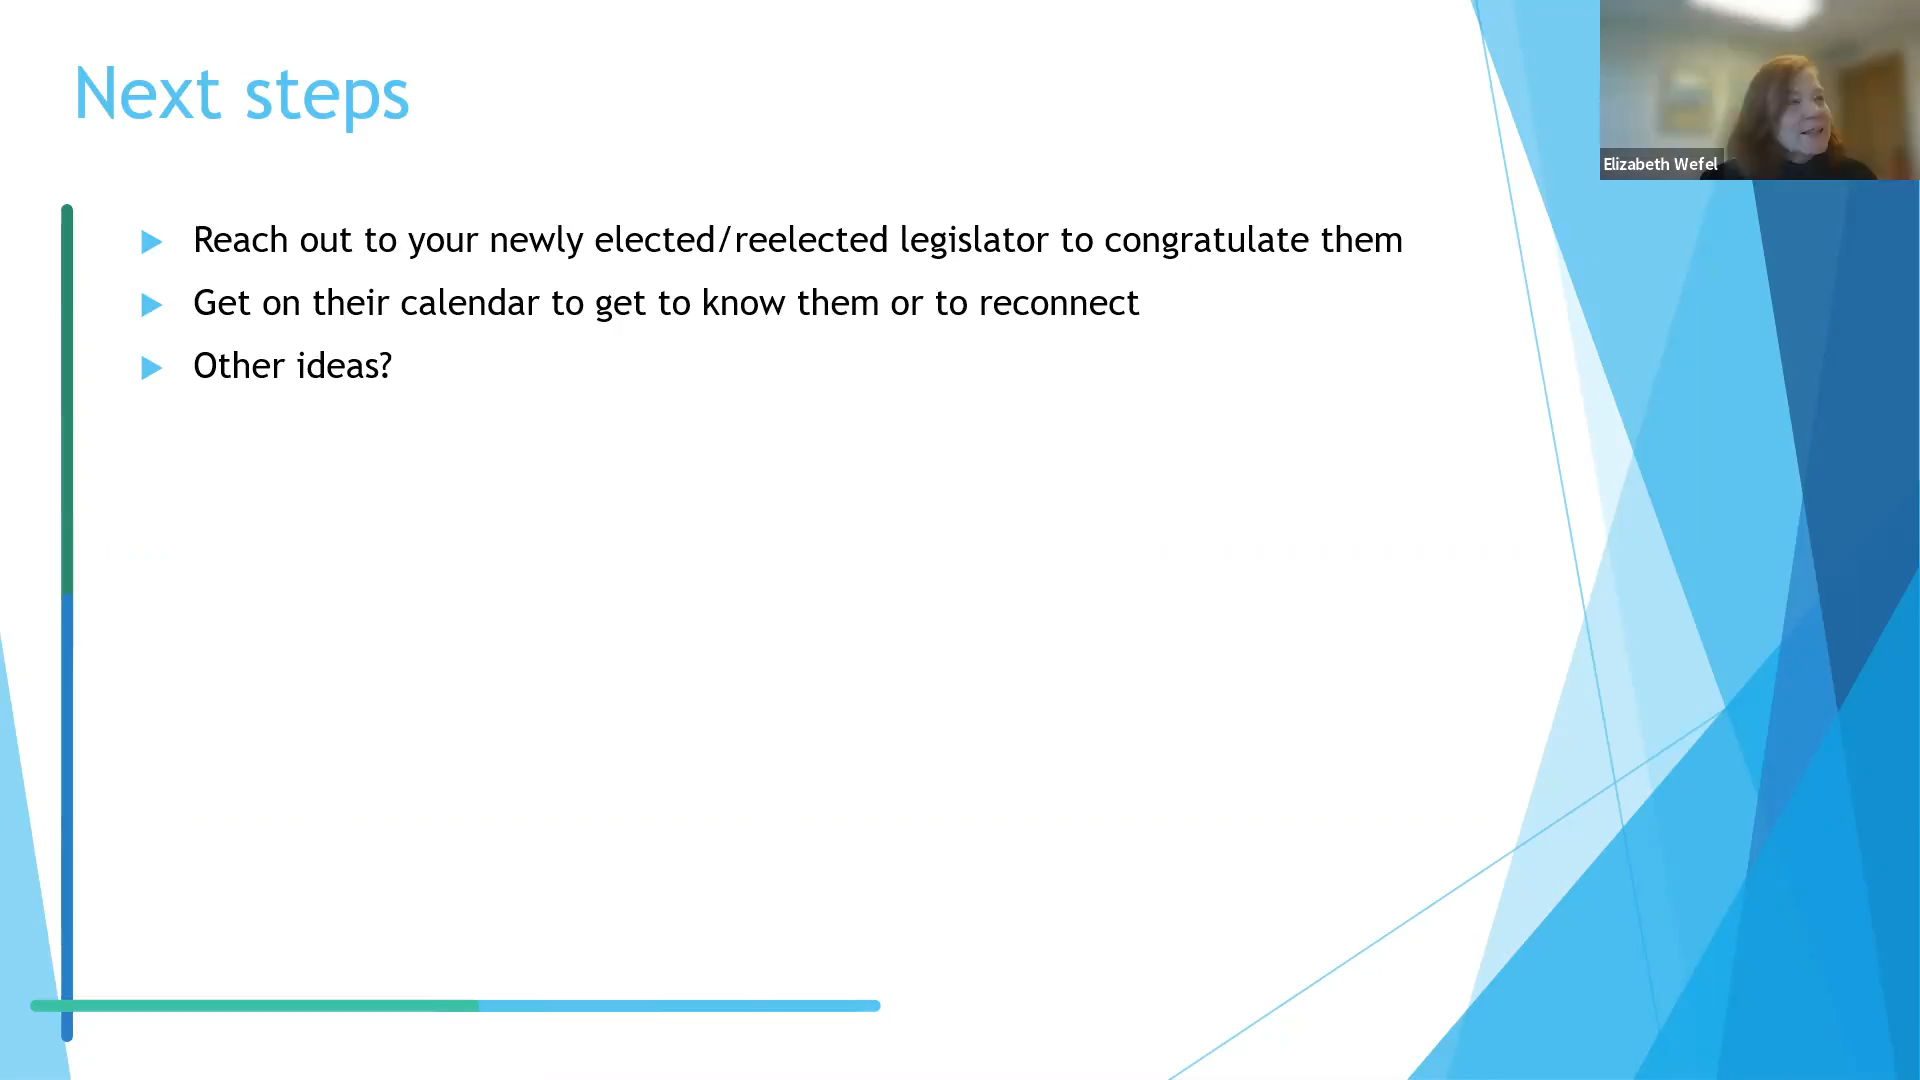 Next steps
Elizabeth Wefel
Reach out to your newly elected/reelected legislator to congratulate them
Get on their calendar to get to know them or to reconnect
Other ideas?